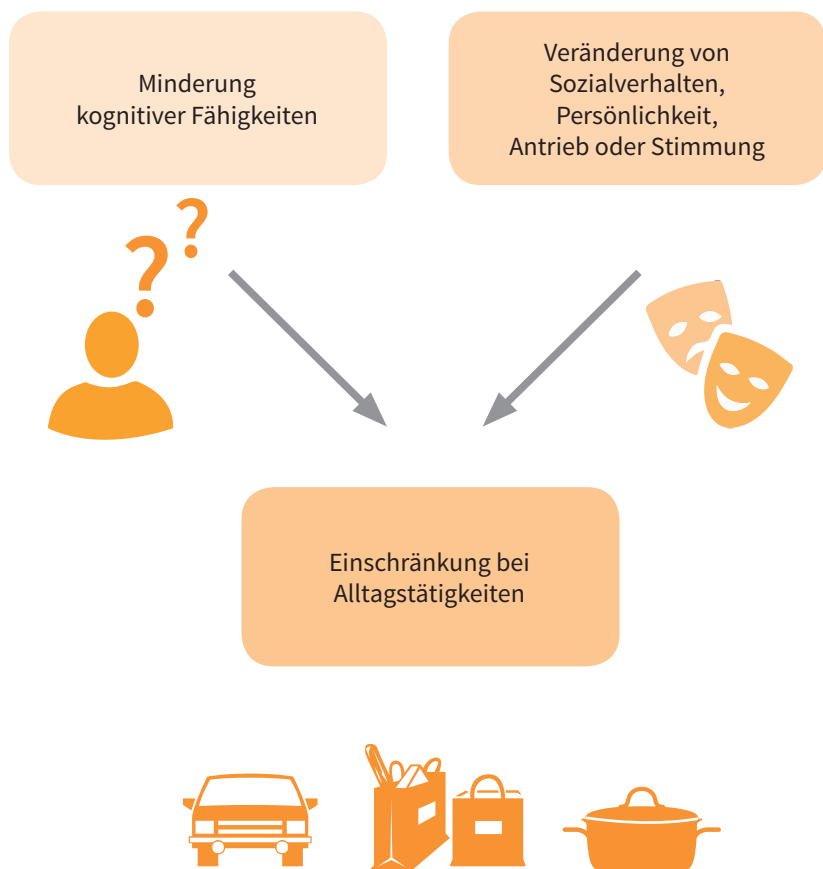 Minderung
kognitiver Fähigkeiten
Veränderung von
Sozialverhalten,
Persönlichkeit,
Antrieb oder Stimmung
? ?
Einschränkung bei
Alltagstätigkeiten